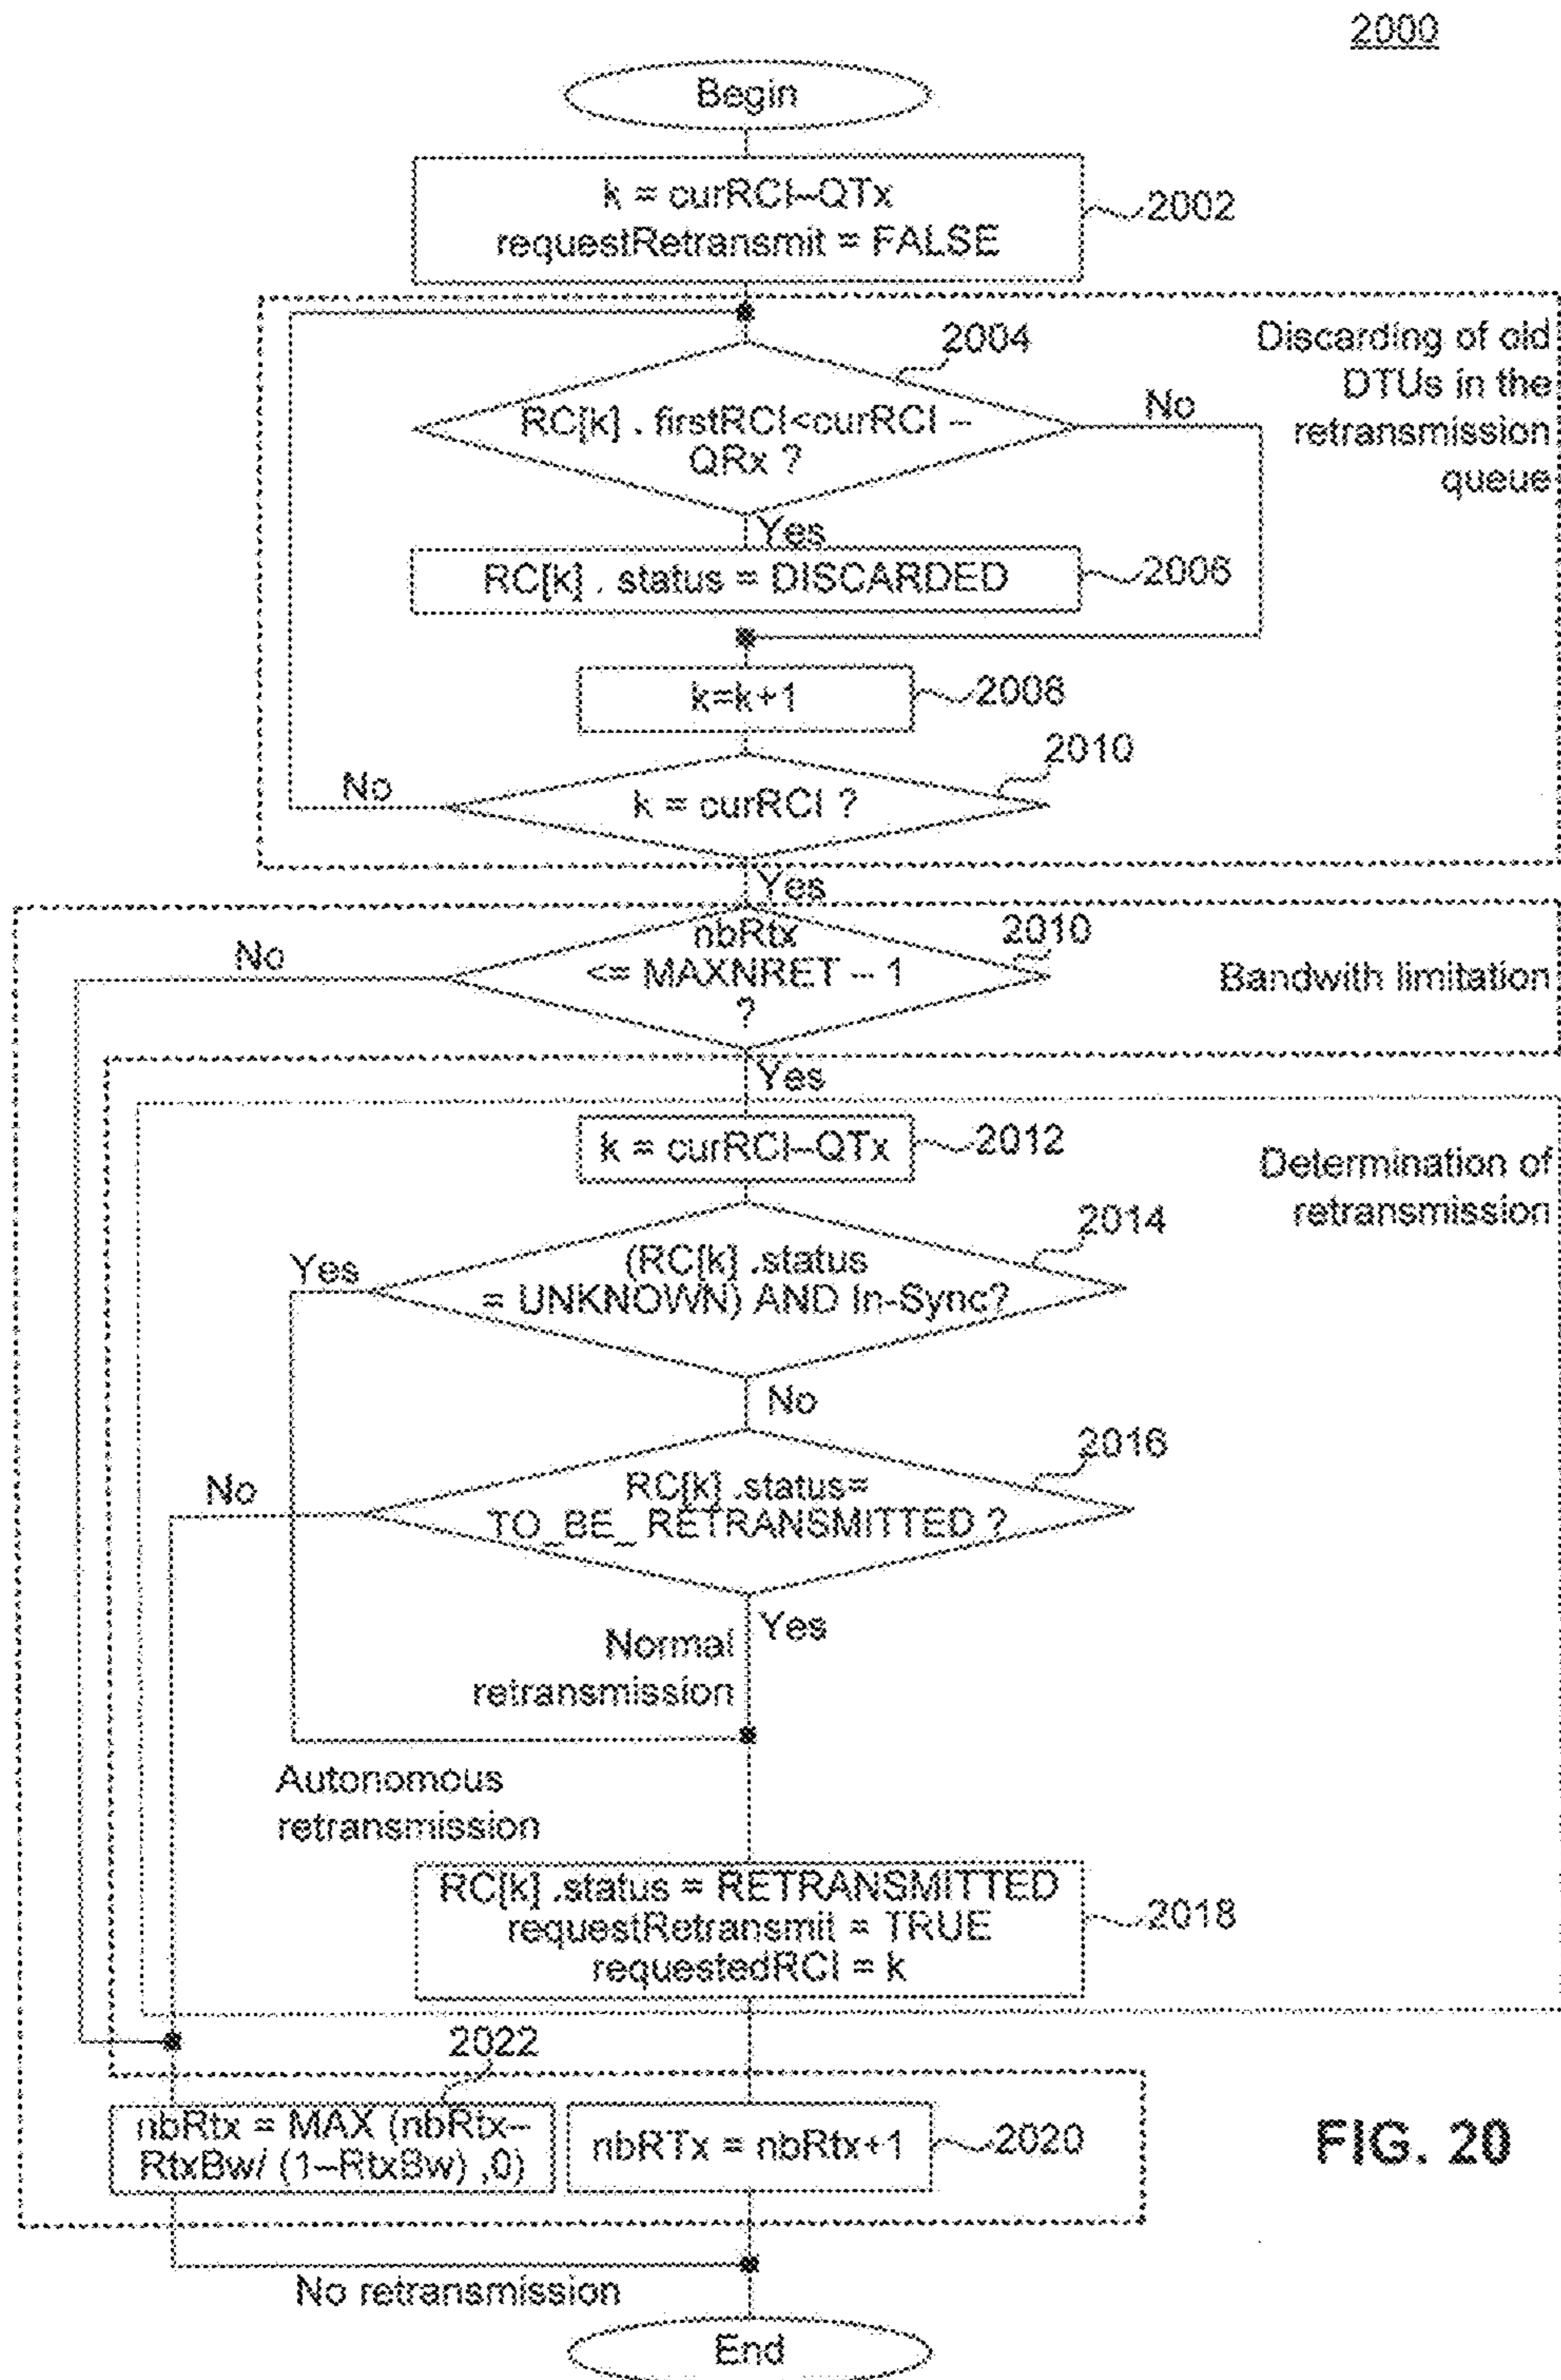 2000
Begin
k = curRCI–QTx
requestRetransmit = FALSE
2002
2004
Discarding of old
DTUs in the
retransmission
queue
RC[k] . firstRCI<curRCI –
QRx ?
No
Yes
RC[k] . status = DISCARDED
2006
k=k+1
2008
2010
No
k = curRCI ?
Yes
nbRtx
<= MAXNRET – 1
?
2010
No
Bandwith limitation
Yes
k = curRCI–QTx
2012
Determination of
retransmission
2014
Yes
(RC[k] .status
= UNKNOWN) AND In-Sync?
No
2016
No
RC[k] .status=
TO_BE_ RETRANSMITTED ?
Yes
Normal
retransmission
Autonomous
retransmission
RC[k] .status = RETRANSMITTED
requestRetransmit = TRUE
requestedRCI = k
2018
2022
nbRtx = MAX (nbRtx–
RtxBw/ (1–RtxBw) ,0)
nbRTx = nbRtx+1
2020
FIG. 20
No retransmission
End